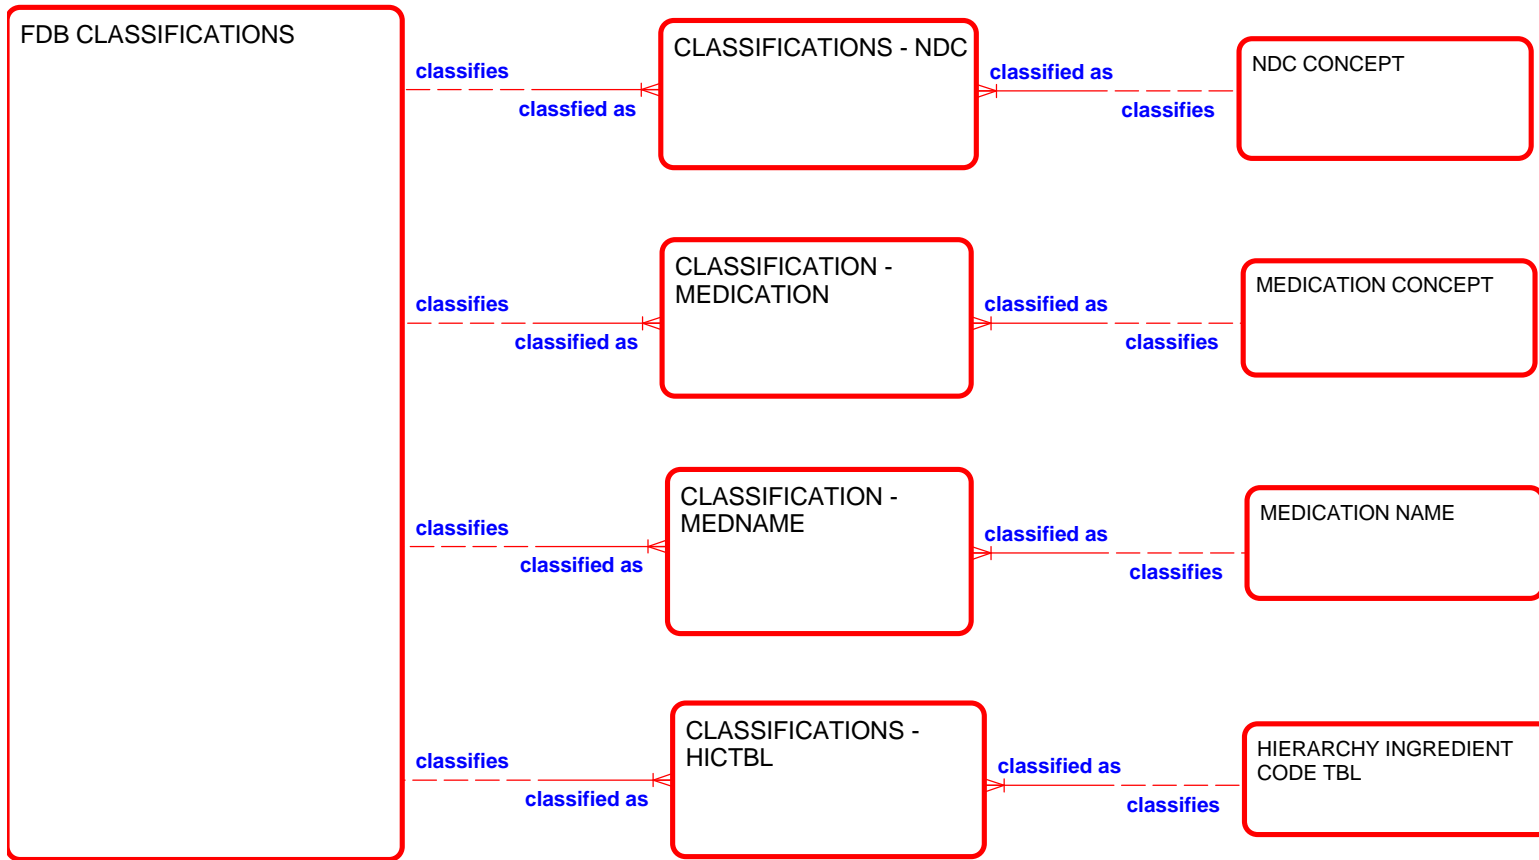 FDB CLASSIFICATIONS
classifies
classfied as
CLASSIFICATIONS - NDC
classified as
classifies
NDC CONCEPT
classifies
classified as
CLASSIFICATION -
MEDICATION
classified as
classifies
MEDICATION CONCEPT
classifies
classified as
CLASSIFICATION -
MEDNAME
classified as
classifies
MEDICATION NAME
classifies
classified as
CLASSIFICATIONS -
HICTBL
classified as
classifies
HIERARCHY INGREDIENT
CODE TBL